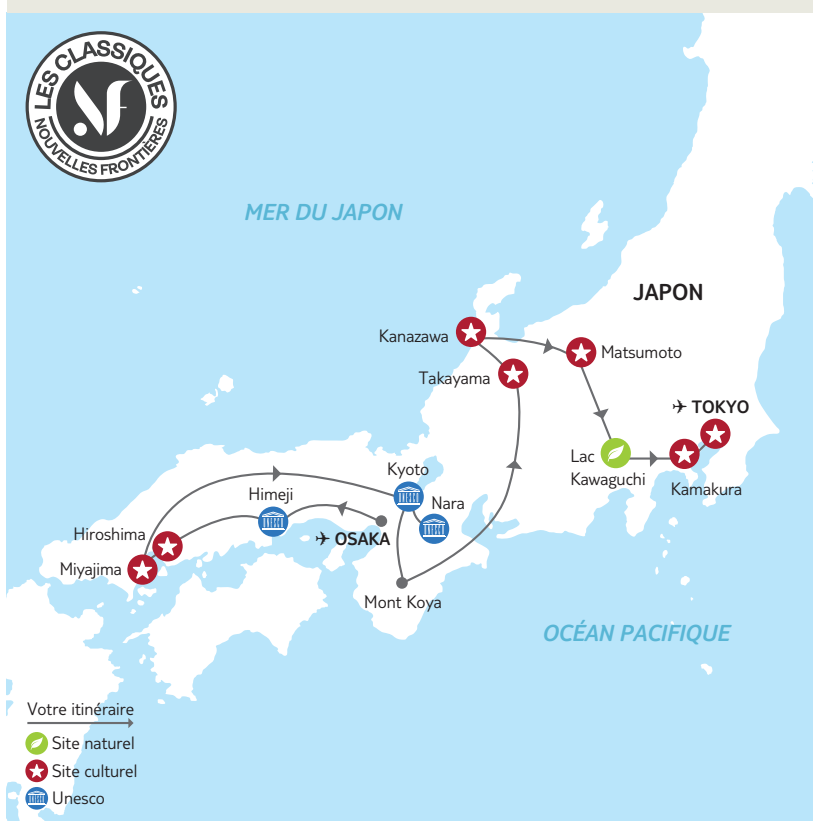 LES CLASSIQUES
NF
NOUVELLES FRONTIÈRES
MER DU JAPON
JAPON
Kanazawa
Matsumoto
Takayama
TOKYO
Lac
Kawaguchi
Kamakura
Kyoto
Himeji
Nara
Hiroshima
OSAKA
Miyajima
Mont Koya
OCÉAN PACIFIQUE
Votre itinéraire
Site naturel
Site culturel
Unesco